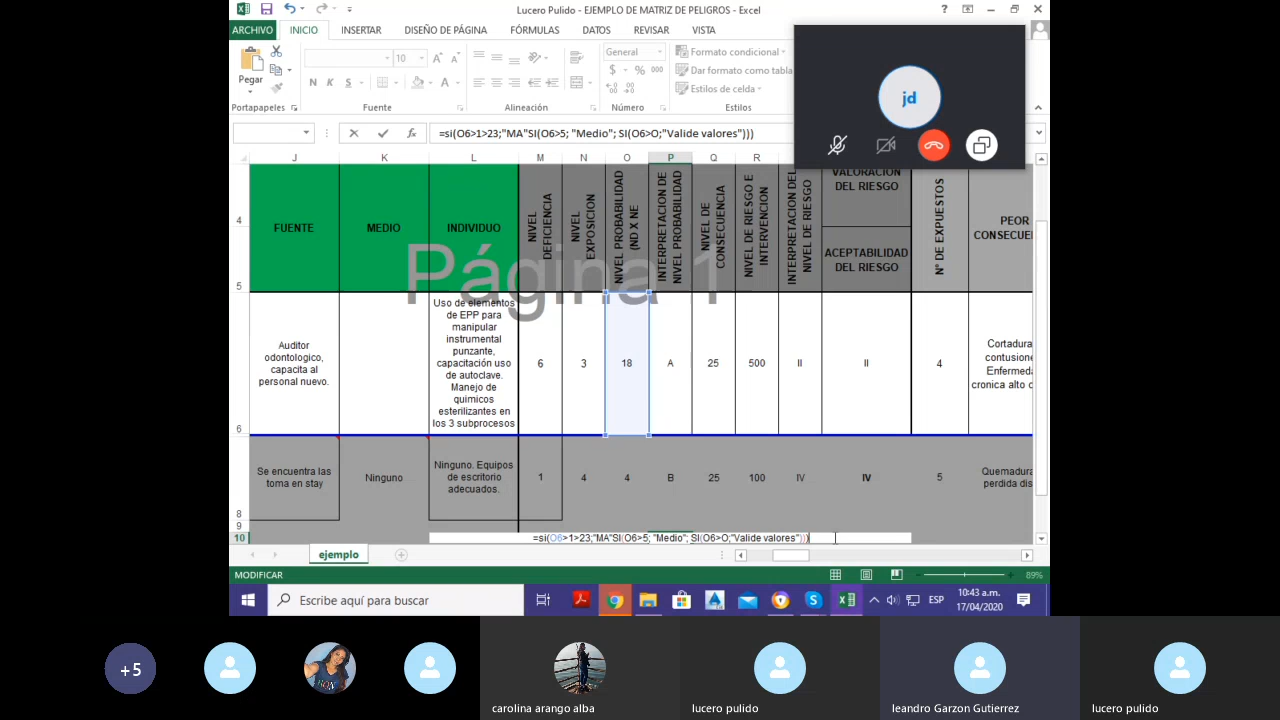 Lucero Pulido - EJEMPLO DE MATRIZ DE PELIGROS - Excel
ARCHIVO INICIO INSERTAR DISEÑO DE PÁGINA FÓRMULAS DATOS REVISAR VISTA
Pegar
10
General
Formato condicional
Dar formato como tabla
Estilos de celda
N K S
$ % 000
Portapapeles Fuente Alineación Número Estilos
=si(O6>1>23;"MA"SI(O6>5; "Medio"; SI(O6>O;"Valide valores")))
jd
J K L M N O P Q R
4
5
FUENTE
MEDIO
INDIVIDUO
NIVEL
DEFICIENCIA
NIVEL
EXPOSICION
NIVEL PROBABILIDAD
(ND X NE
INTERPRETACION DE
NIVEL PROBABILIDAD
NIVEL DE
CONSECUENCIA
NIVEL DE RIESGO E
INTERVENCION
INTERPRETACION DEL
NIVEL DE RIESGO
VALORACION
DEL RIESGO
ACEPTABILIDAD
DEL RIESGO
Nº DE EXPUESTOS
PEOR
CONSECUEN
Página 1
6
Auditor
odontologico,
capacita al
personal nuevo.
Uso de elementos
de EPP para
manipular
instrumental
punzante,
capacitación uso
de autoclave.
Manejo de
quimicos
esterilizantes en
los 3 subprocesos
6 3 18 A 25 500 II II 4
Cortadura
contusione
Enfermeda
cronica alto c
8
Se encuentra las
toma en stay
Ninguno
Ninguno. Equipos
de escritorio
adecuados.
1 4 4 B 25 100 IV IV 5
Quemadura
perdida dis
9
10
=si(O6>1>23;"MA"SI(O6>5; "Medio"; SI(O6>O;"Valide valores")))
ejemplo
MODIFICAR
89%
Escribe aquí para buscar
ESP
10:43 a.m.
17/04/2020
+5
carolina arango alba
lucero pulido
leandro Garzon Gutierrez
lucero pulido